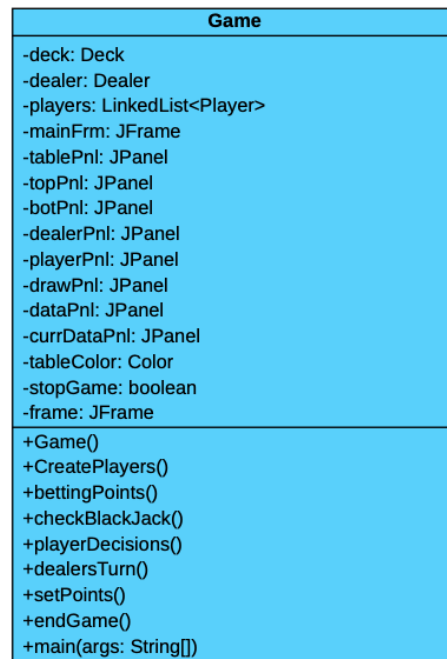 Game
-deck: Deck
-dealer: Dealer
-players: LinkedList<Player>
-mainFrm: JFrame
-tablePnl: JPanel
-topPnl: JPanel
-botPnl: JPanel
-dealerPnl: JPanel
-playerPnl: JPanel
-drawPnl: JPanel
-dataPnl: JPanel
-currDataPnl: JPanel
-tableColor: Color
-stopGame: boolean
-frame: JFrame
+Game()
+CreatePlayers()
+bettingPoints()
+checkBlackJack()
+playerDecisions()
+dealersTurn()
+setPoints()
+endGame()
+main(args: String[])